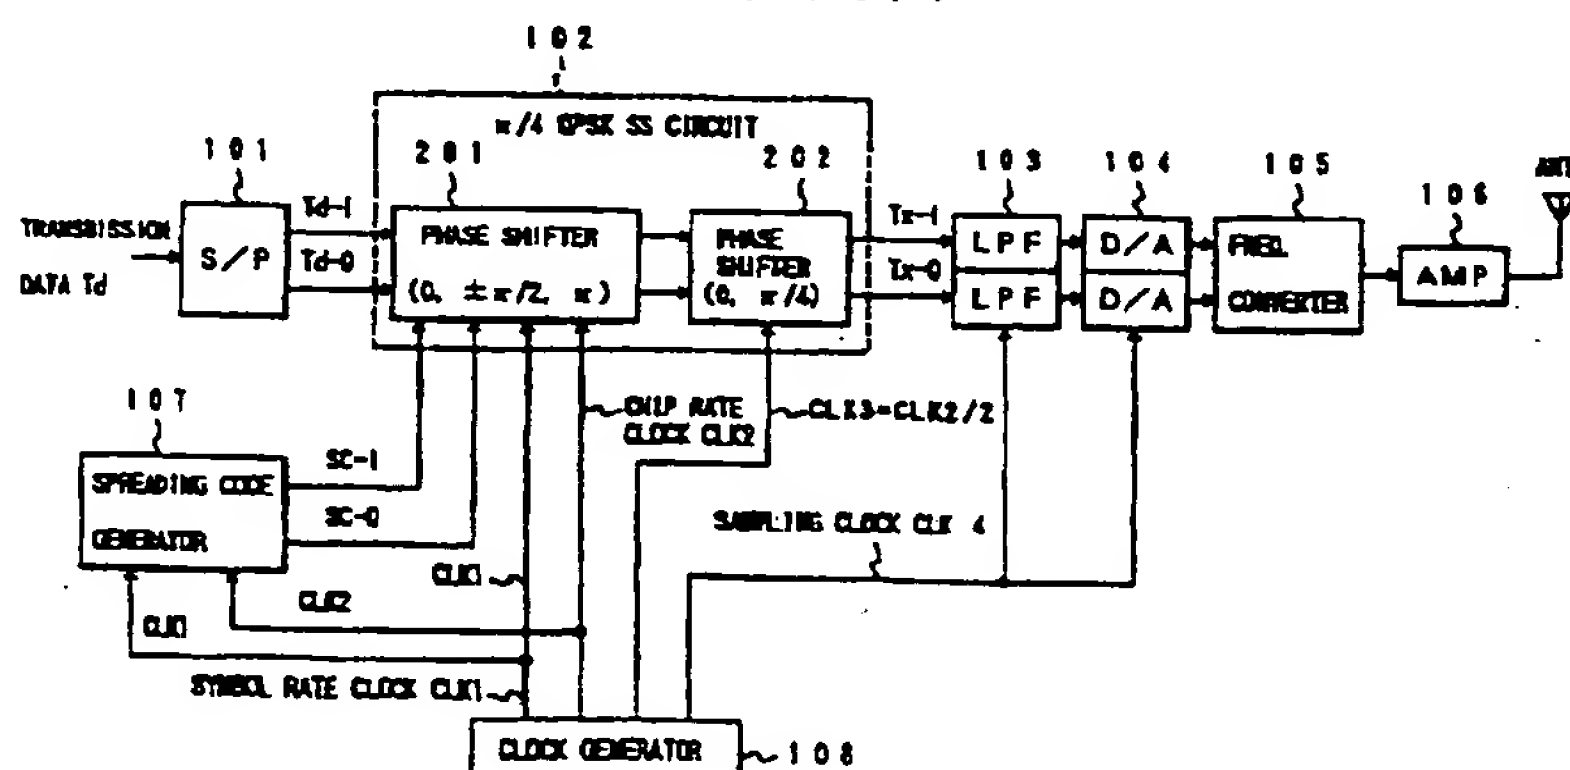 102
π/4 QPSK SS CIRCUIT
101
201
202
103
104
105
106
ANT
TRANSMISSION
DATA Td
S/P
Td-I
Td-Q
PHASE SHIFTER
(0, ±π/2, π)
PHASE
SHIFTER
(0, π/4)
Tx-I
Tx-Q
LPF
LPF
D/A
D/A
FREQ.
CONVERTER
AMP
107
SPREADING CODE
GENERATOR
SC-I
SC-Q
CHIP RATE
CLOCK CLK2
CLK3=CLK2/2
SAMPLING CLOCK CLK 4
CLK1
CLK2
CLK1
SYMBOL RATE CLOCK CLK1
CLOCK GENERATOR
108